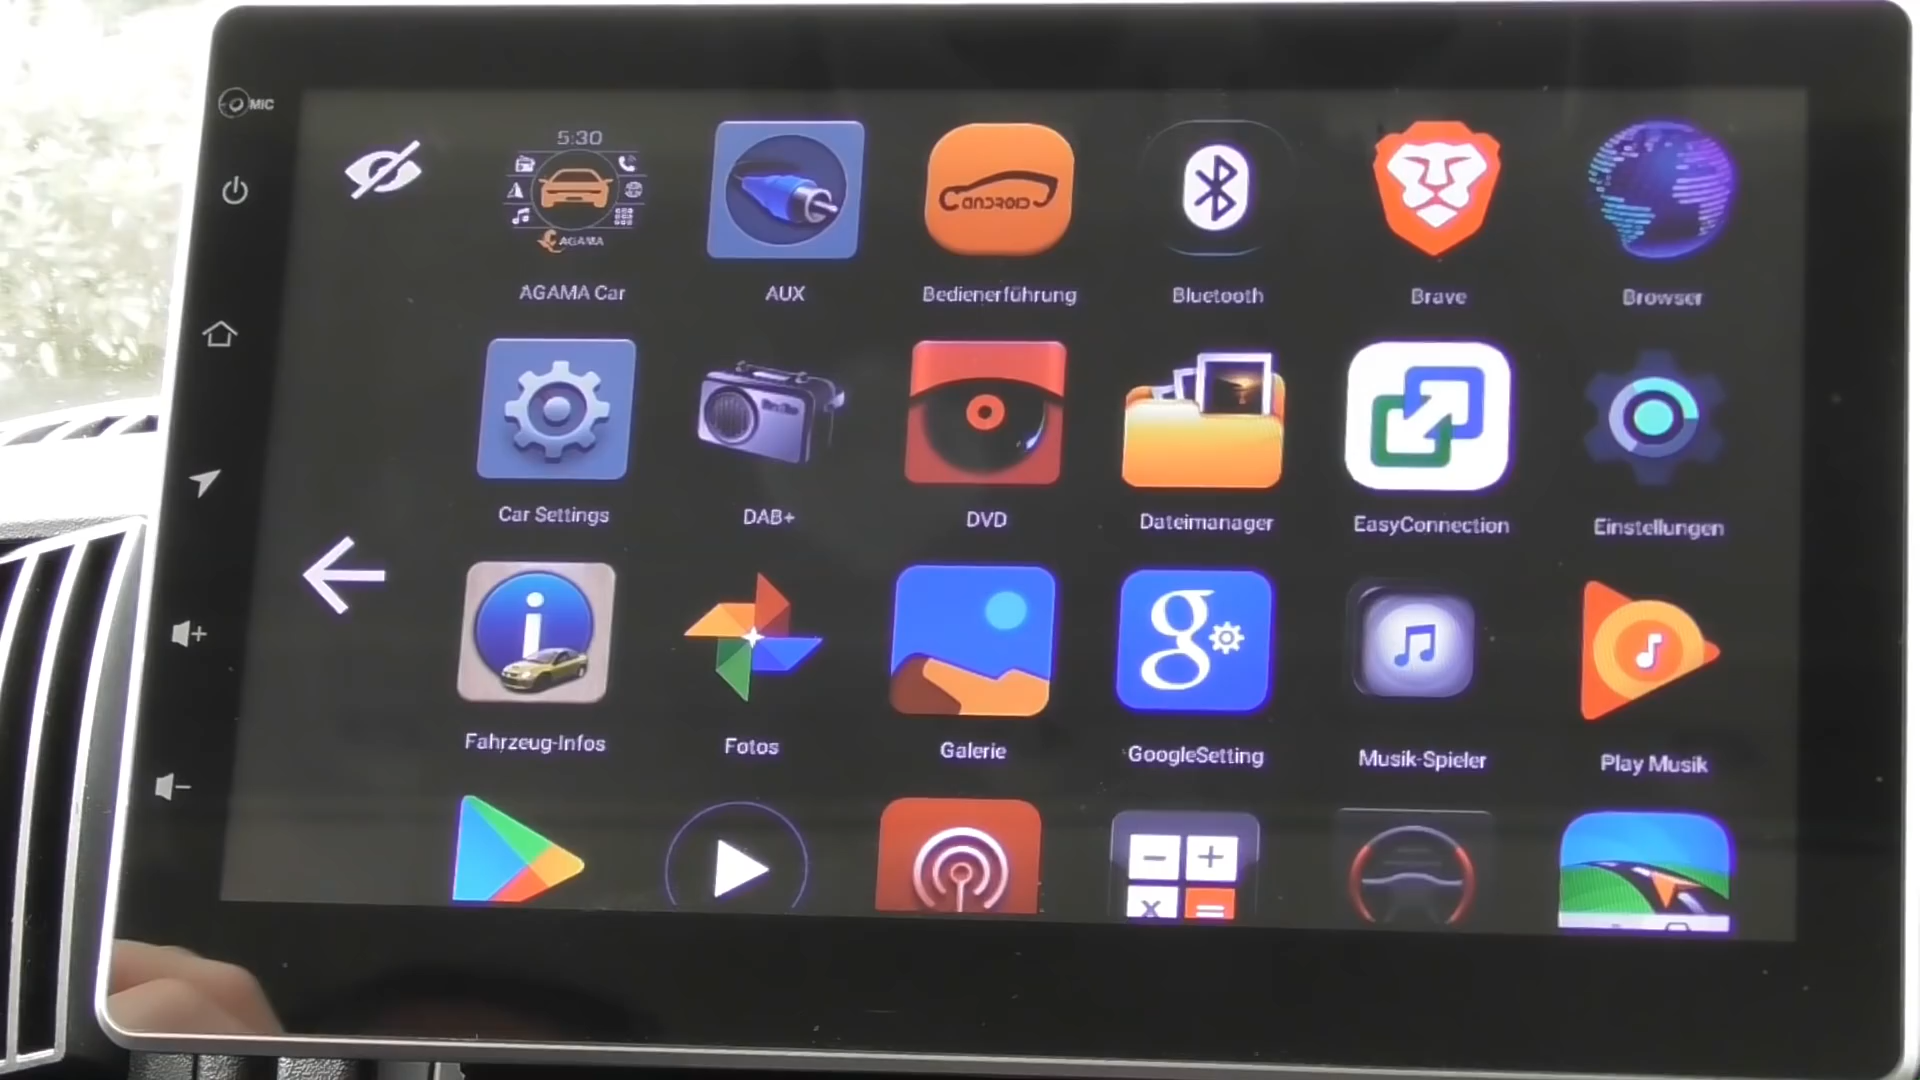 MIC
5:30
AGAMA
ANDROID
AGAMA Car
AUX
Bedienerführung
Bluetooth
Brave
Browser
Car Settings
DAB+
DVD
Dateimanager
EasyConnection
Einstellungen
Fahrzeug-Infos
Fotos
Galerie
GoogleSetting
Musik-Spieler
Play Musik